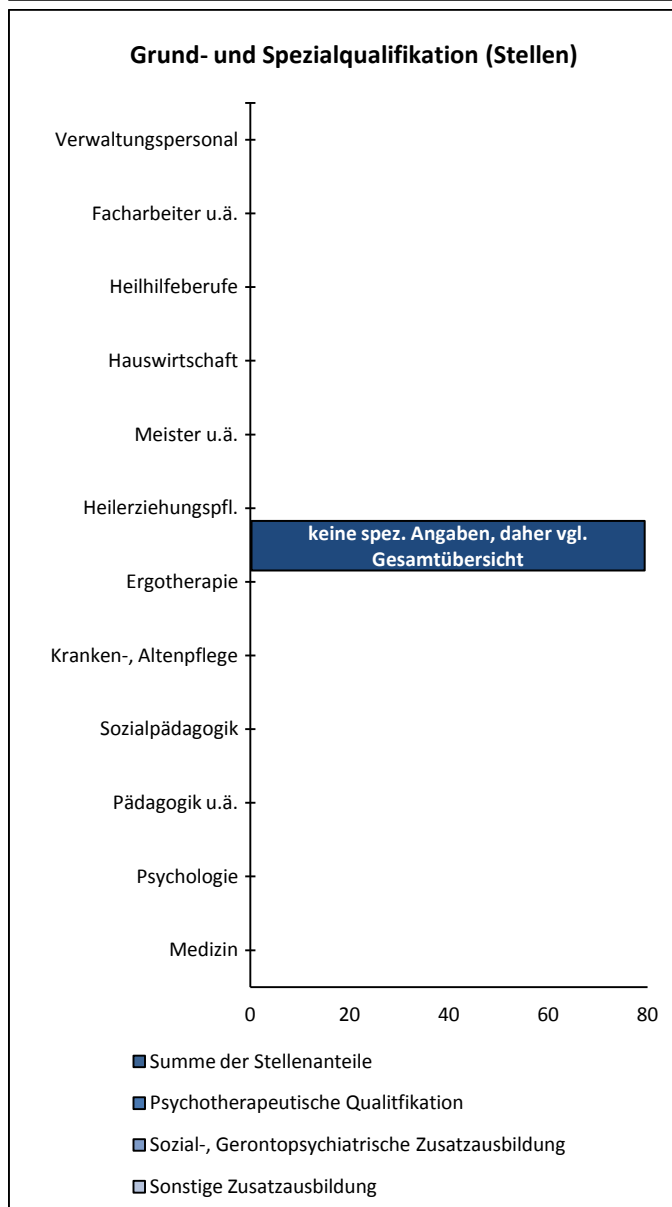 Grund- und Spezialqualifikation (Stellen)
Verwaltungspersonal
Facharbeiter u.ä.
Heilhilfeberufe
Hauswirtschaft
Meister u.ä.
Heilerziehungspfl.
keine spez. Angaben, daher vgl.
Gesamtübersicht
Ergotherapie
Kranken-, Altenpflege
Sozialpädagogik
Pädagogik u.ä.
Psychologie
Medizin
0 20 40 60 80
Summe der Stellenanteile
Psychotherapeutische Qualitfikation
Sozial-, Gerontopsychiatrische Zusatzausbildung
Sonstige Zusatzausbildung